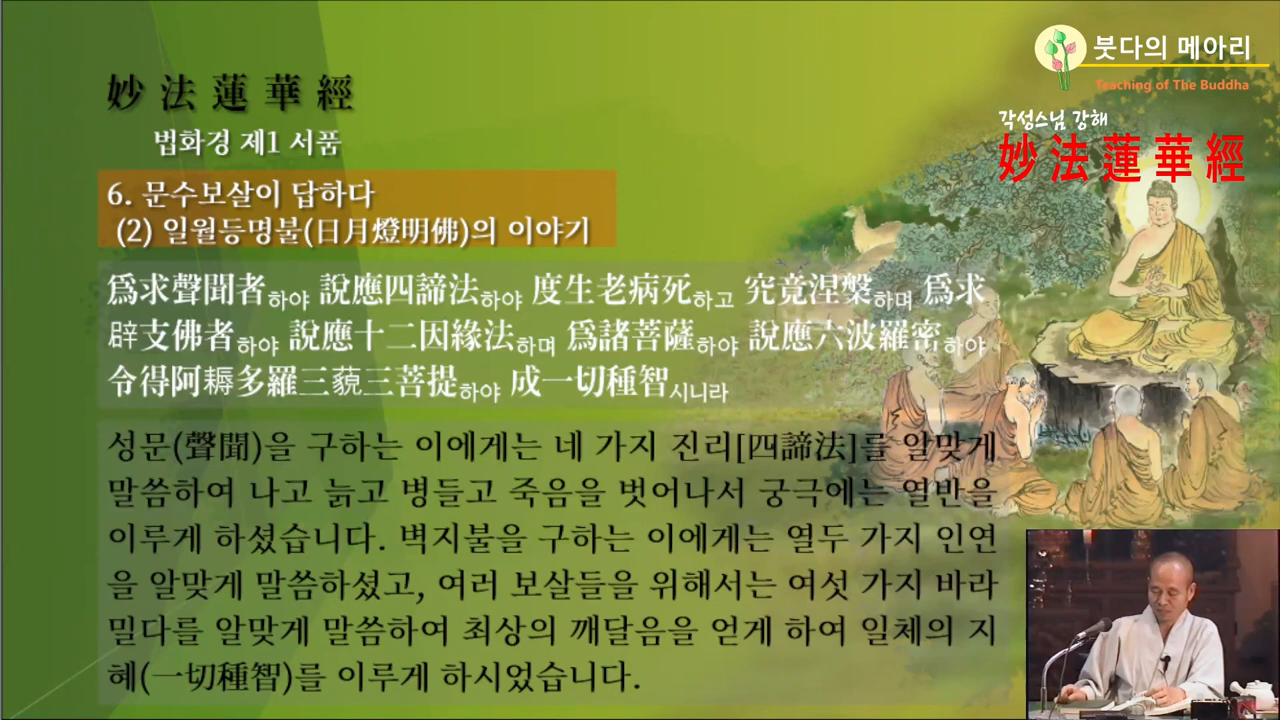 붓다의 메아리
Teaching of The Buddha
각성스님 강해
妙法蓮華經
妙法蓮華經
법화경 제1 서품
6. 문수보살이 답하다
(2) 일월등명불(日月燈明佛)의 이야기
爲求聲聞者하야 說應四諦法하야 度生老病死하고 究竟涅槃하며 爲求
辟支佛者하야 說應十二因緣法하며 爲諸菩薩하야 說應六波羅密하야
令得阿耨多羅三藐三菩提하야 成一切種智시니라
성문(聲聞)을 구하는 이에게는 네 가지 진리[四諦法]를 알맞게
말씀하여 나고 늙고 병들고 죽음을 벗어나서 궁극에는 열반을
이루게 하셨습니다. 벽지불을 구하는 이에게는 열두 가지 인연
을 알맞게 말씀하셨고, 여러 보살들을 위해서는 여섯 가지 바라
밀다를 알맞게 말씀하여 최상의 깨달음을 얻게 하여 일체의 지
혜(一切種智)를 이루게 하시었습니다.